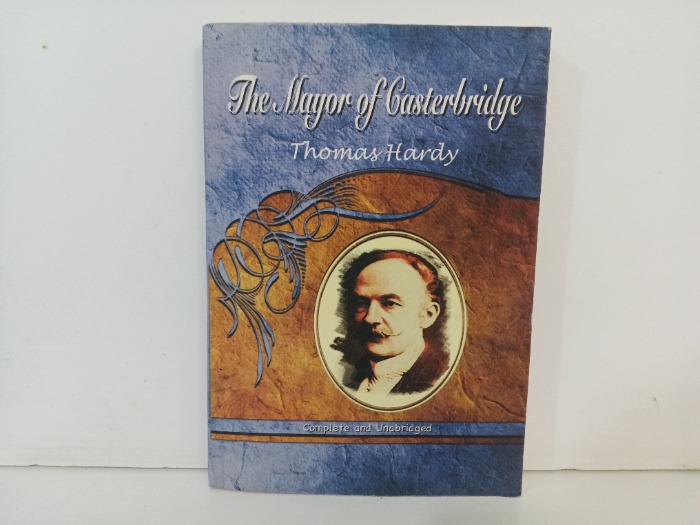 The Mayor of Casterbridge
Thomas Hardy
Complete and Unabridged